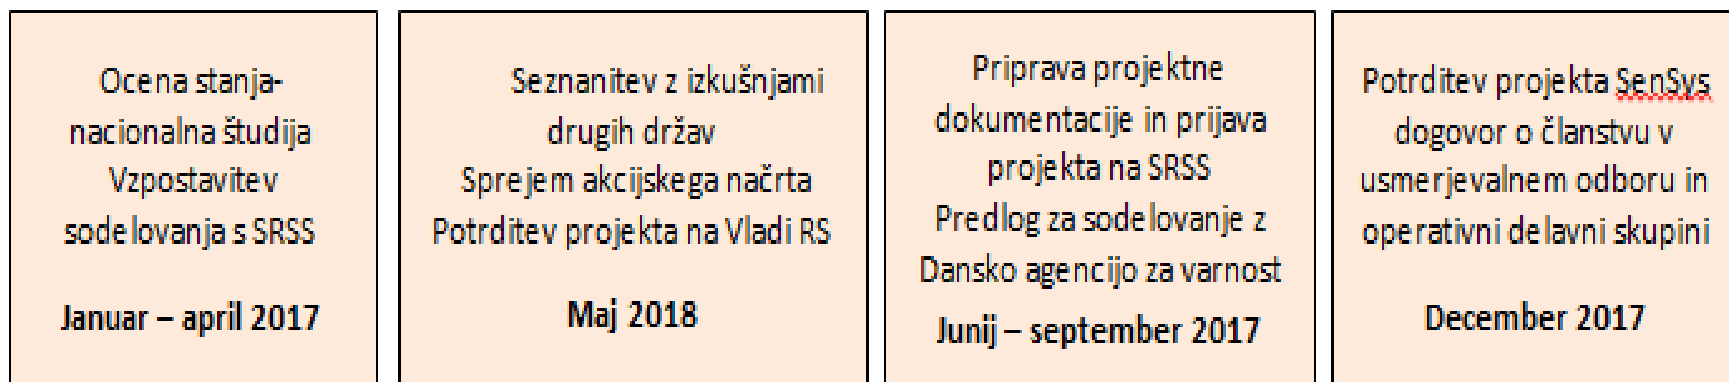 Ocena stanja-
nacionalna študija
Vzpostavitev
sodelovanja s SRSS
Januar – april 2017
Seznanitev z izkušnjami
drugih držav
Sprejem akcijskega načrta
Potrditev projekta na Vladi RS
Maj 2018
Priprava projektne
dokumentacije in prijava
projekta na SRSS
Predlog za sodelovanje z
Dansko agencijo za varnost
Junij – september 2017
Potrditev projekta SenSys
dogovor o članstvu v
usmerjevalnem odboru in
operativni delavni skupini
December 2017